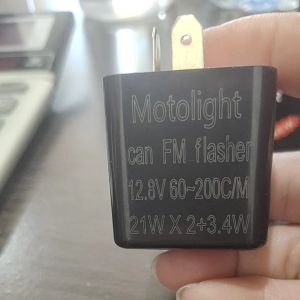 Motolight
can FM flasher
12.8V 60~200C/M
21W X 2+3.4W